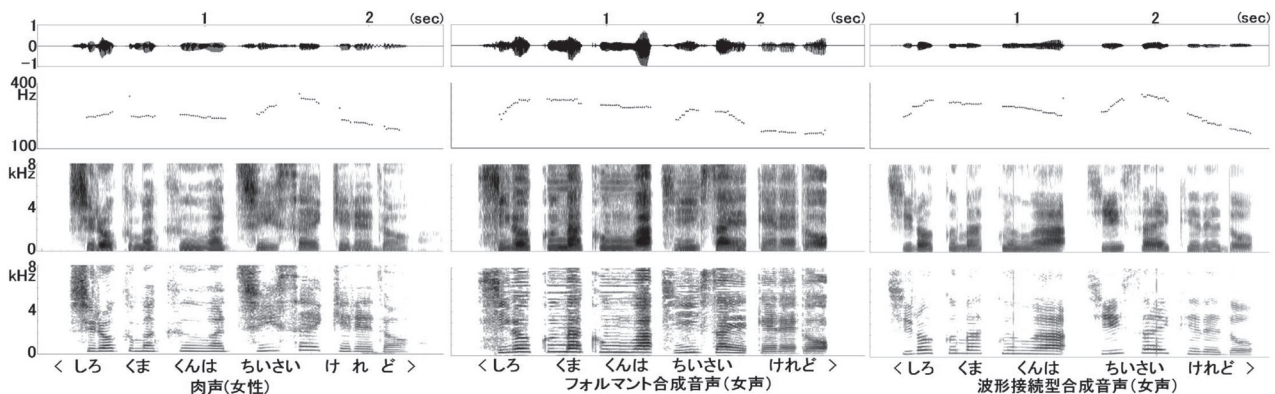 1 2 (sec) 1 2 (sec) 1 2 (sec)
1
0
−1
400
Hz
100
8
kHz
4
0
8
kHz
4
0
< しろ くま くんは ちいさい け れ ど > < しろ くま くんは ちいさい けれど > < しろ くま くんは ちいさい けれど >
肉声(女性) フォルマント合成音声(女声) 波形接続型合成音声(女声)